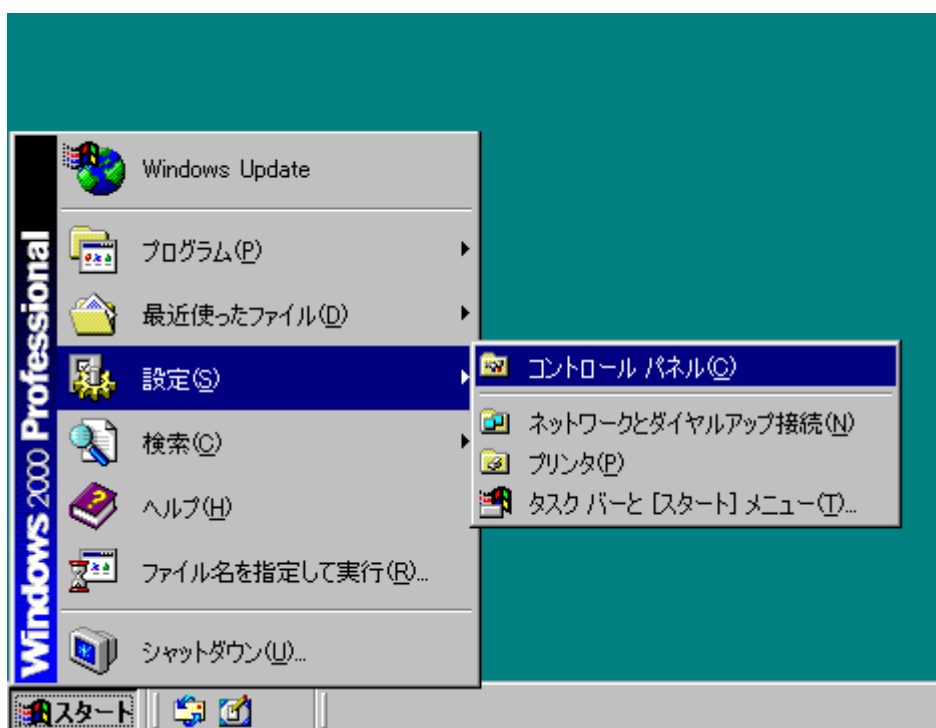 Windows Update
プログラム(P)
最近使ったファイル(D)
設定(S)
検索(C)
ヘルプ(H)
ファイル名を指定して実行(R)...
シャットダウン(U)...
Windows 2000 Professional
コントロール パネル(C)
ネットワークとダイヤルアップ接続(N)
プリンタ(P)
タスク バーと [スタート] メニュー(T)...
スタート